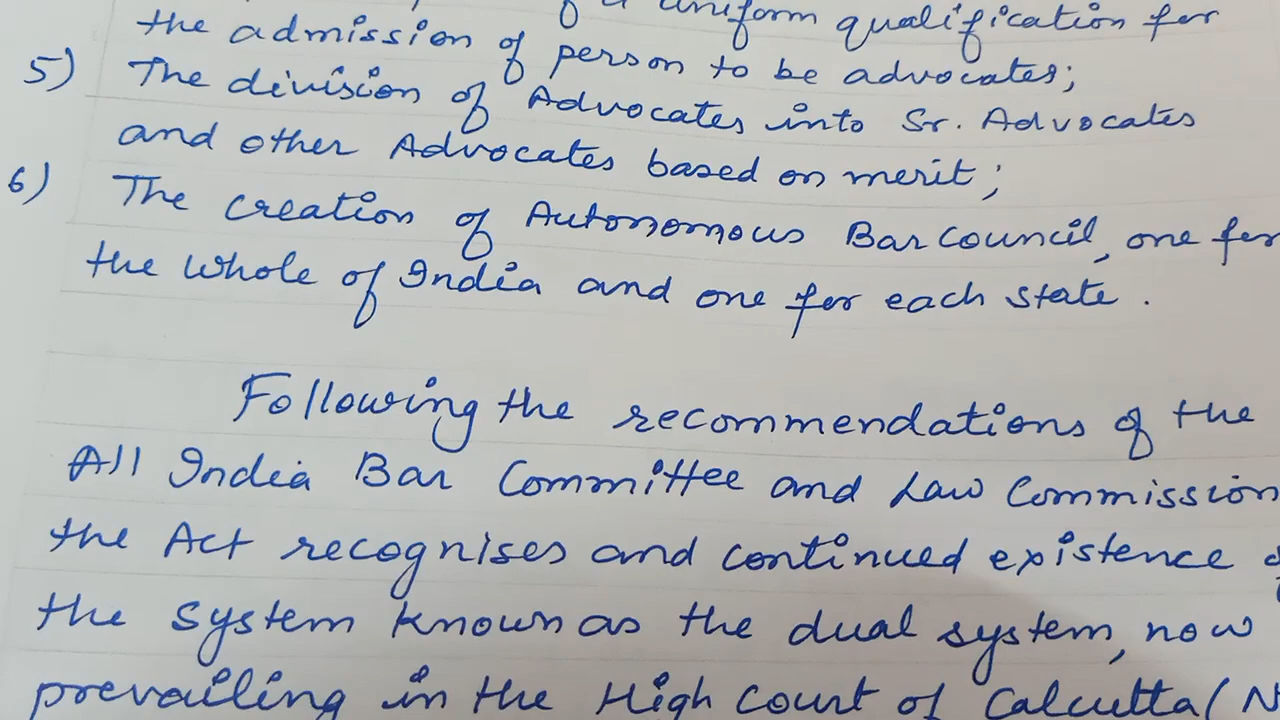 uniform qualification for
the admission of person to be advocates;
5) The division of Advocates into Sr. Advocates
and other Advocates based on merit;
6) The creation of Autonomous Bar Council, one for
the whole of India and one for each state.
Following the recommendations of the
All India Bar Committee and Law Commission
the Act recognises and continued existence
the system known as the dual system, now
prevailing in the High Court of Calcutta (N